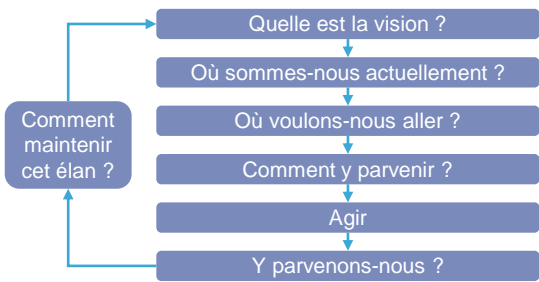 Quelle est la vision ?
Où sommes-nous actuellement ?
Où voulons-nous aller ?
Comment y parvenir ?
Agir
Y parvenons-nous ?
Comment
maintenir
cet élan ?